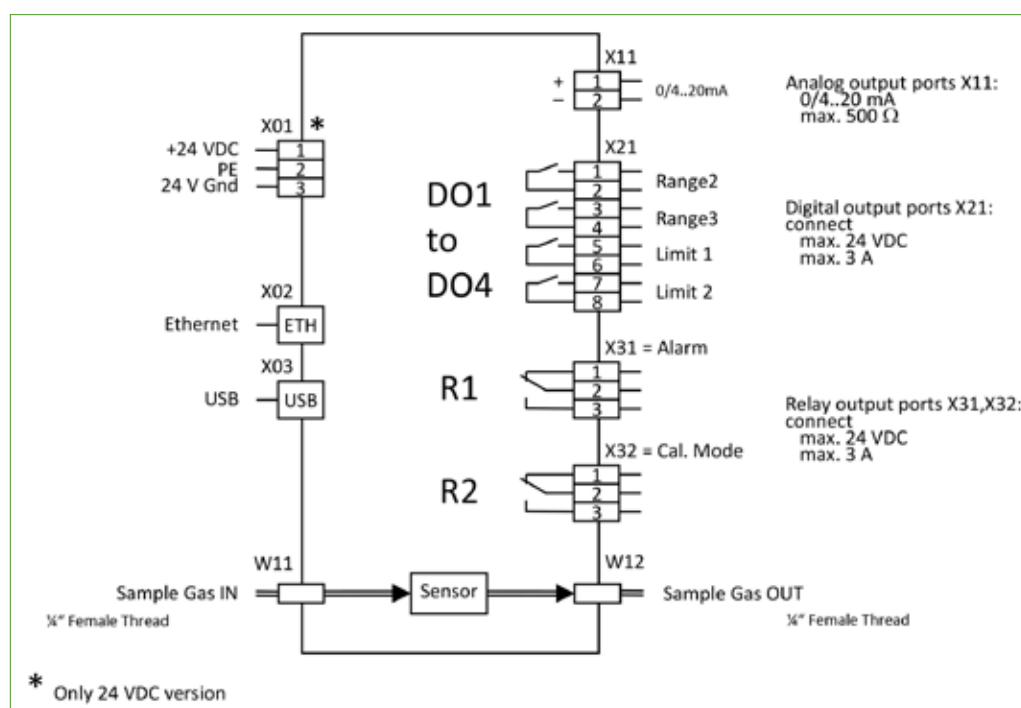 X11
+ 1 0/4..20mA
− 2
Analog output ports X11:
0/4..20 mA
max. 500 Ω
X01 *
+24 VDC 1
PE 2
24 V Gnd 3
X21
DO1
to
DO4
1 Range2
2
3 Range3
4
5 Limit 1
6
7 Limit 2
8
Digital output ports X21:
connect
max. 24 VDC
max. 3 A
X02
Ethernet ETH
X03
USB USB
X31 = Alarm
R1
1
2
3
Relay output ports X31,X32:
connect
max. 24 VDC
max. 3 A
X32 = Cal. Mode
R2
1
2
3
W11
Sample Gas IN
¼” Female Thread
Sensor
W12
Sample Gas OUT
¼” Female Thread
* Only 24 VDC version